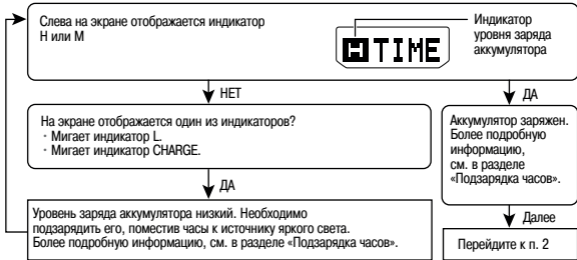 Слева на экране отображается индикатор
H или M
H TIME
Индикатор
уровня заряда
аккумулятора
НЕТ
ДА
На экране отображается один из индикаторов?
· Мигает индикатор L.
· Мигает индикатор CHARGE.
Аккумулятор заряжен.
Более подробную
информацию,
см. в разделе
«Подзарядка часов».
ДА
Уровень заряда аккумулятора низкий. Необходимо
подзарядить его, поместив часы к источнику яркого света.
Более подробную информацию, см. в разделе «Подзарядка часов».
Далее
Перейдите к п. 2